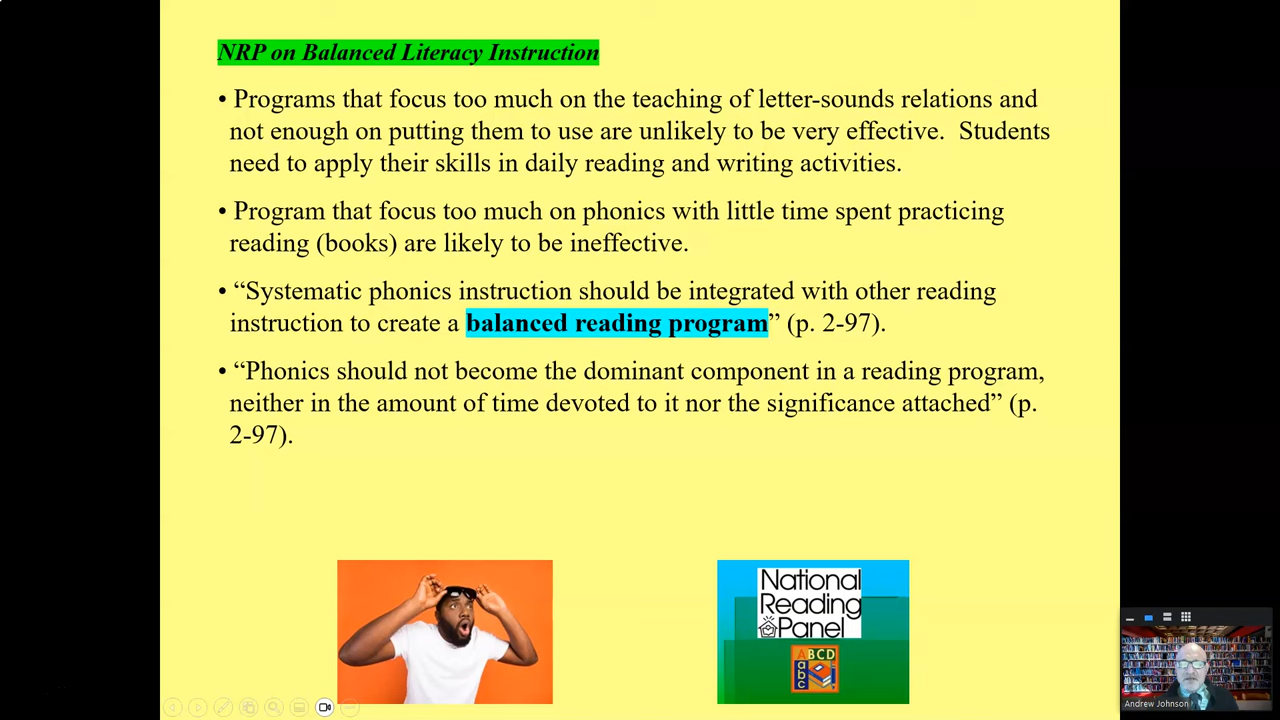 NRP on Balanced Literacy Instruction
• Programs that focus too much on the teaching of letter-sounds relations and
not enough on putting them to use are unlikely to be very effective.  Students
need to apply their skills in daily reading and writing activities.
• Program that focus too much on phonics with little time spent practicing
reading (books) are likely to be ineffective.
• “Systematic phonics instruction should be integrated with other reading
instruction to create a balanced reading program” (p. 2-97).
• “Phonics should not become the dominant component in a reading program,
neither in the amount of time devoted to it nor the significance attached” (p.
2-97).
National
Reading
Panel
ABCD
a
b
c
Andrew Johnson